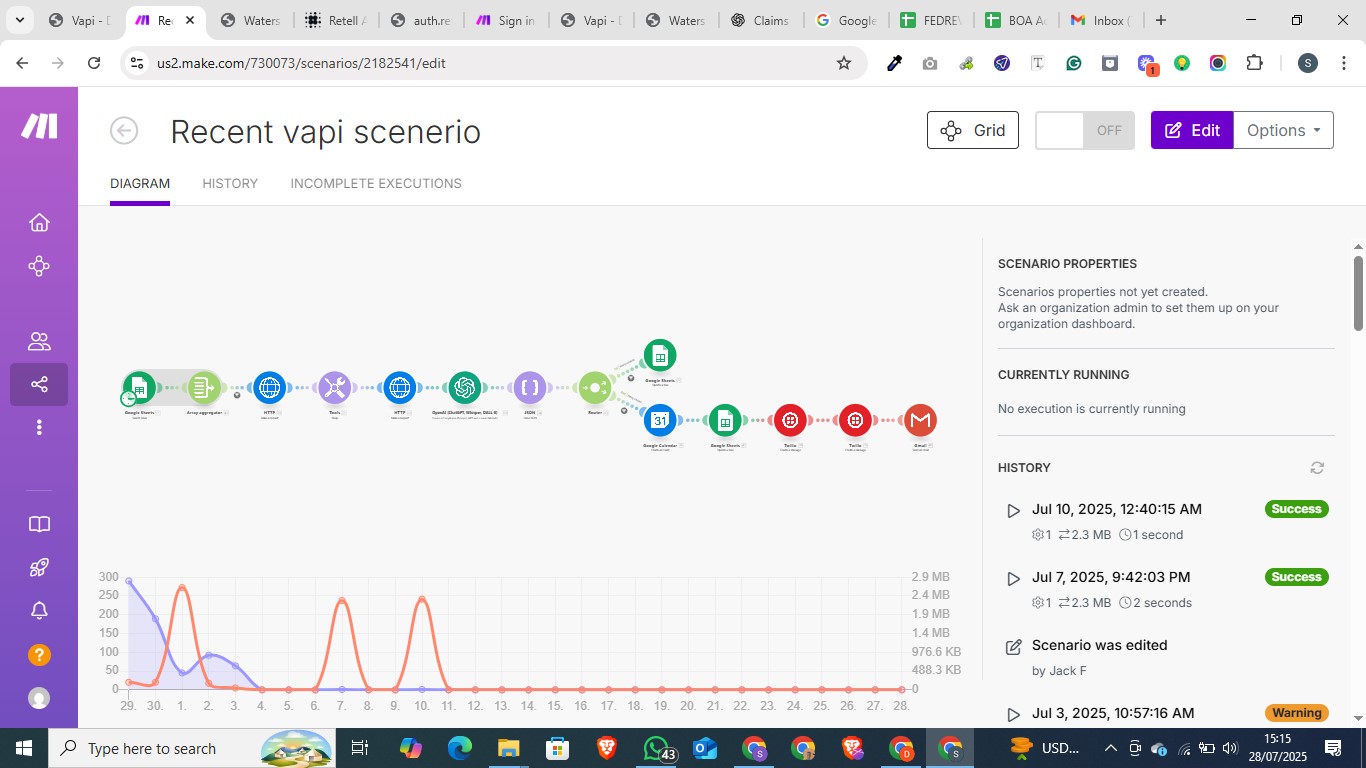 Vapi - D
Rec
Waters
Retell A
auth.re
Sign in
Vapi - D
Waters
Claims
Google
FEDREV
BOA Ac
Inbox (
us2.make.com/730073/scenarios/2182541/edit
1
S
Recent vapi scenerio
Grid
OFF
Edit
Options
DIAGRAM
HISTORY
INCOMPLETE EXECUTIONS
SCENARIO PROPERTIES
Scenarios properties not yet created.
Ask an organization admin to set them up on your
organization dashboard.
CURRENTLY RUNNING
No execution is currently running
HISTORY
Jul 10, 2025, 12:40:15 AM
Success
1 2.3 MB 1 second
Jul 7, 2025, 9:42:03 PM
Success
1 2.3 MB 2 seconds
Scenario was edited
by Jack F
Jul 3, 2025, 10:57:16 AM
Warning
Google Sheets
Google Sheets
Array aggregator
HTTP
Tools
HTTP
OpenAI (ChatGPT, Whisper, DALL-E)
JSON
Router
31
Google Calendar
Google Sheets
Twilio
Twilio
Gmail
300
250
200
150
100
50
0
2.9 MB
2.4 MB
1.9 MB
1.4 MB
976.6 KB
488.3 KB
0
29. 30. 1. 2. 3. 4. 5. 6. 7. 8. 9. 10. 11. 12. 13. 14. 15. 16. 17. 18. 19. 20. 21. 22. 23. 24. 25. 26. 27. 28.
?
Type here to search
43
USD...
15:15
28/07/2025